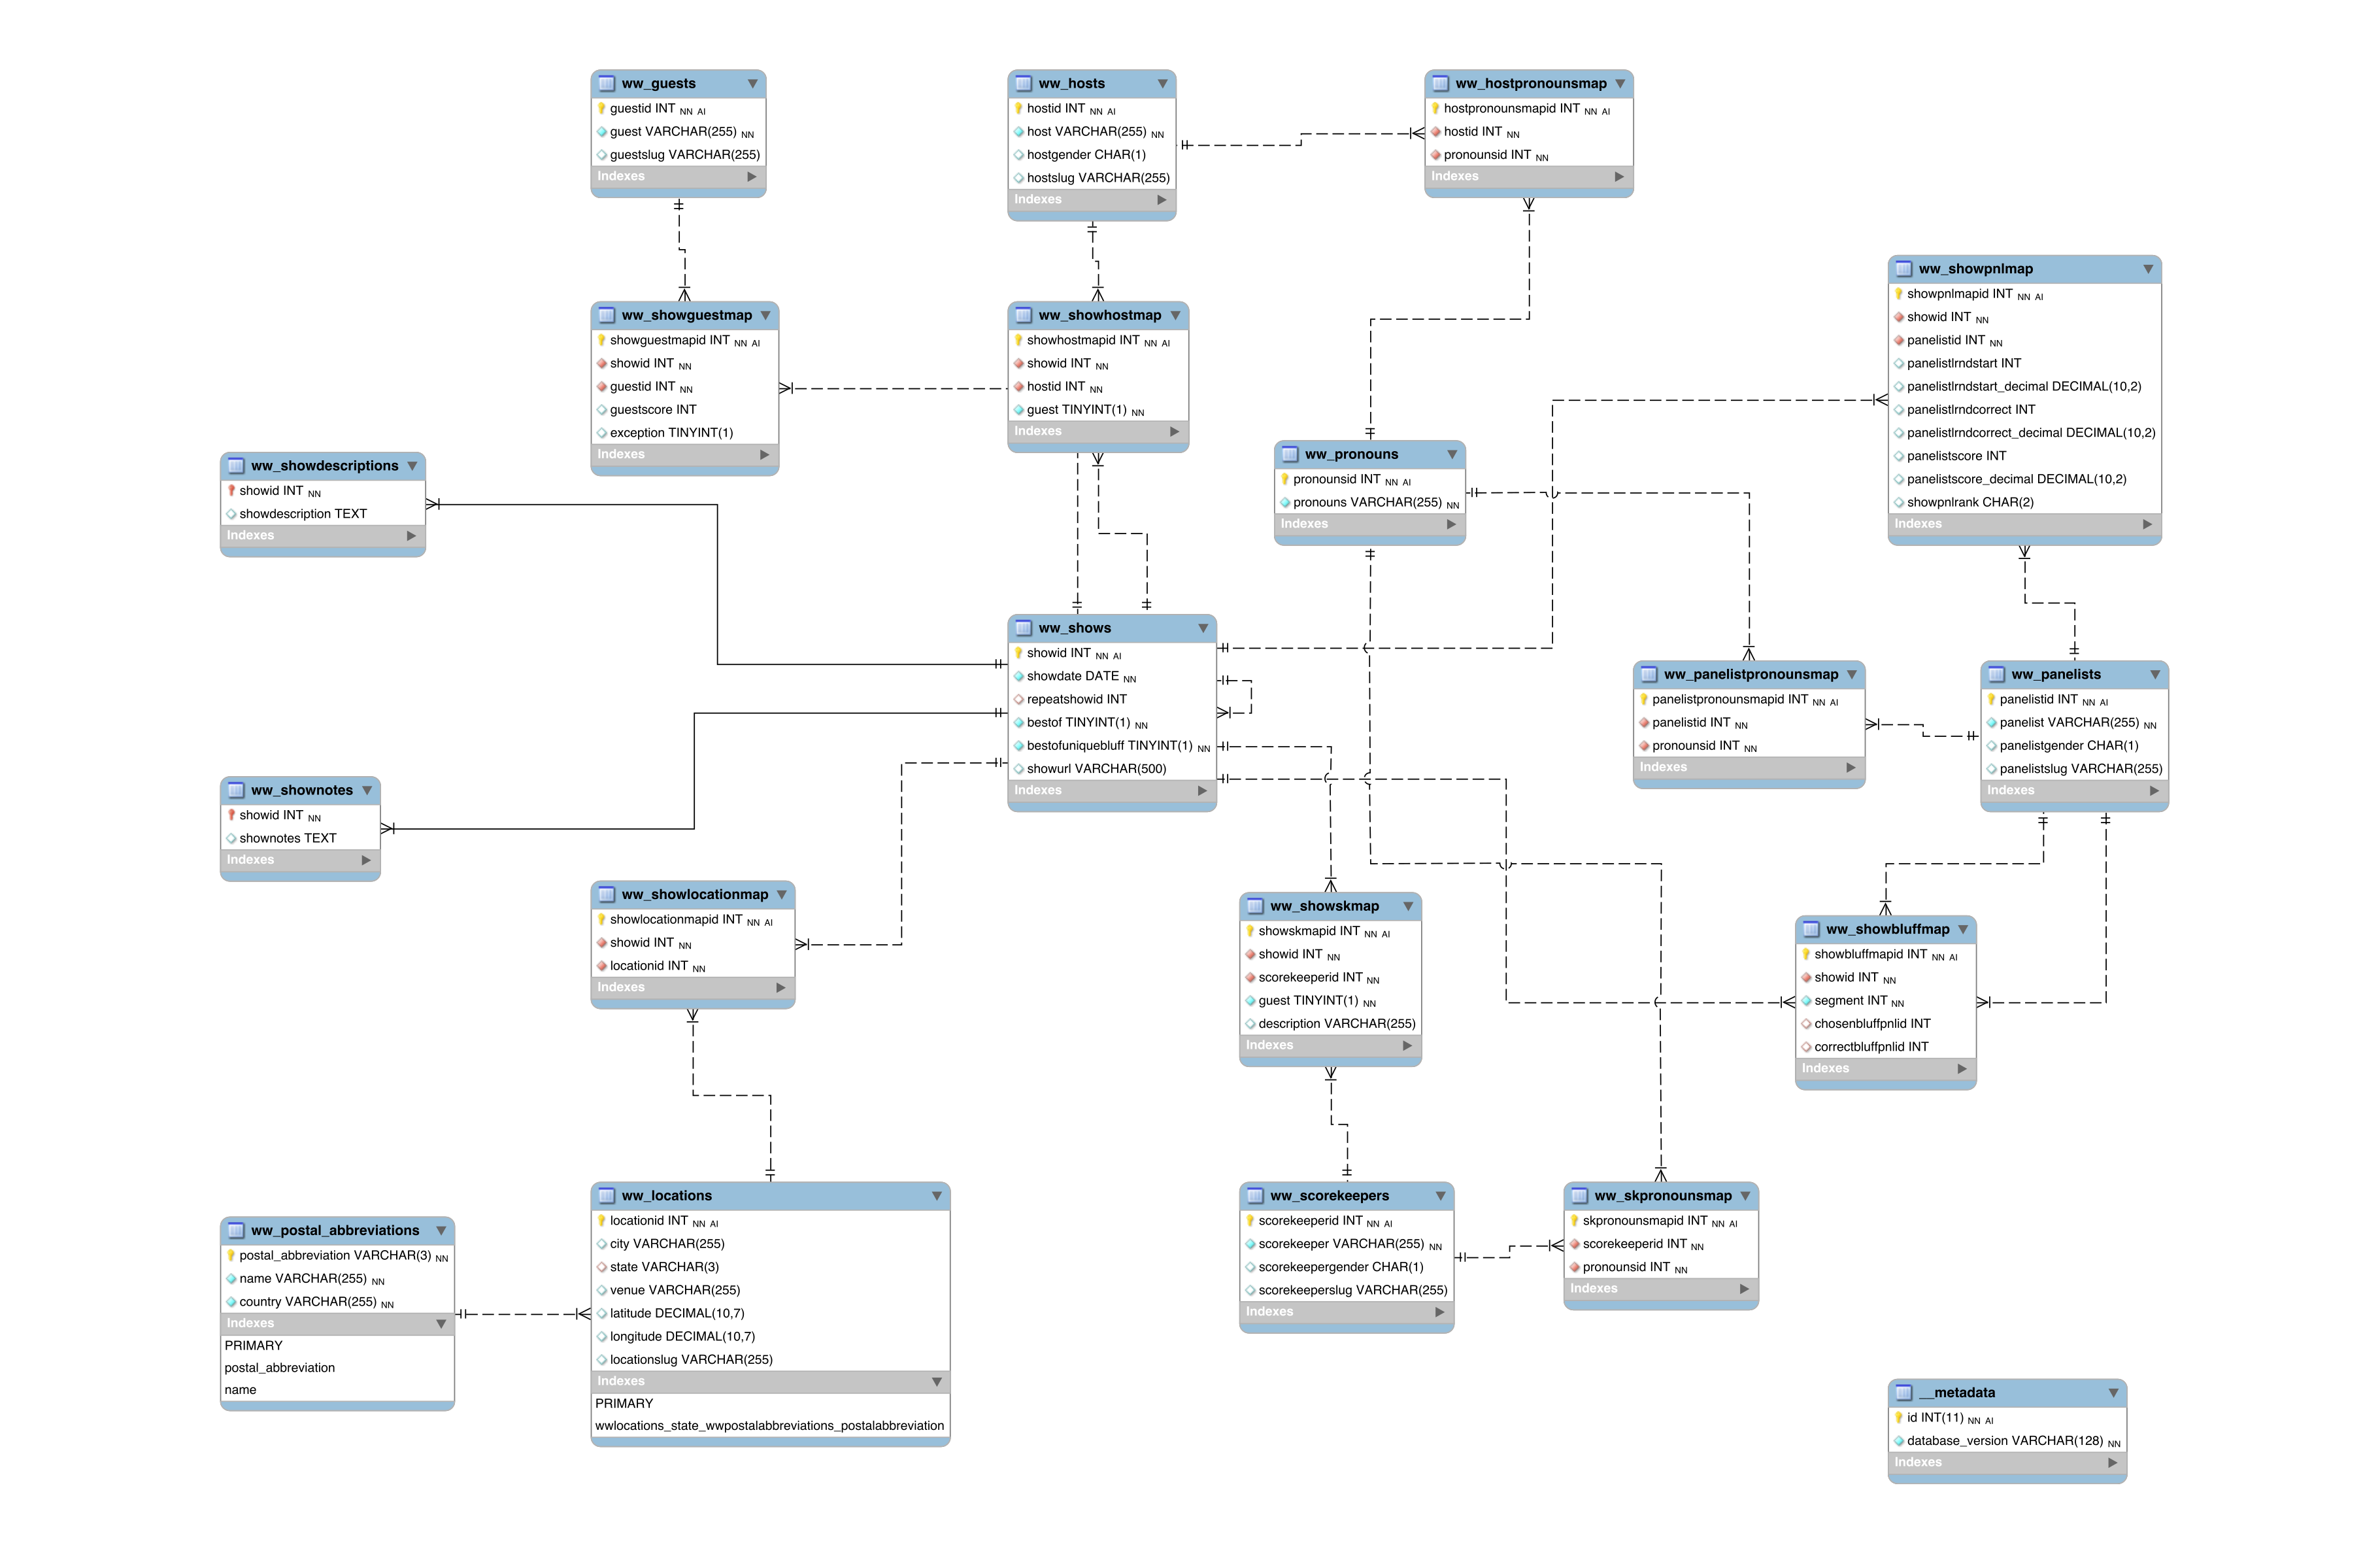 ww_guests
guestid INT NN AI
guest VARCHAR(255) NN
guestslug VARCHAR(255)
Indexes
ww_hosts
hostid INT NN AI
host VARCHAR(255) NN
hostgender CHAR(1)
hostslug VARCHAR(255)
Indexes
ww_hostpronounsmap
hostpronounsmapid INT NN AI
hostid INT NN
pronounsid INT NN
Indexes
ww_showpnlmap
showpnlmapid INT NN AI
showid INT NN
panelistid INT NN
panelistlrndstart INT
panelistlrndstart_decimal DECIMAL(10,2)
panelistlrndcorrect INT
panelistlrndcorrect_decimal DECIMAL(10,2)
panelistscore INT
panelistscore_decimal DECIMAL(10,2)
showpnlrank CHAR(2)
Indexes
ww_showguestmap
showguestmapid INT NN AI
showid INT NN
guestid INT NN
guestscore INT
exception TINYINT(1)
Indexes
ww_showhostmap
showhostmapid INT NN AI
showid INT NN
hostid INT NN
guest TINYINT(1) NN
Indexes
ww_pronouns
pronounsid INT NN AI
pronouns VARCHAR(255) NN
Indexes
ww_showdescriptions
showid INT NN
showdescription TEXT
Indexes
ww_shows
showid INT NN AI
showdate DATE NN
repeatshowid INT
bestof TINYINT(1) NN
bestofuniquebluff TINYINT(1) NN
showurl VARCHAR(500)
Indexes
ww_panelistpronounsmap
panelistpronounsmapid INT NN AI
panelistid INT NN
pronounsid INT NN
Indexes
ww_panelists
panelistid INT NN AI
panelist VARCHAR(255) NN
panelistgender CHAR(1)
panelistslug VARCHAR(255)
Indexes
ww_shownotes
showid INT NN
shownotes TEXT
Indexes
ww_showlocationmap
showlocationmapid INT NN AI
showid INT NN
locationid INT NN
Indexes
ww_showskmap
showskmapid INT NN AI
showid INT NN
scorekeeperid INT NN
guest TINYINT(1) NN
description VARCHAR(255)
Indexes
ww_showbluffmap
showbluffmapid INT NN AI
showid INT NN
segment INT NN
chosenbluffpnlid INT
correctbluffpnlid INT
Indexes
ww_postal_abbreviations
postal_abbreviation VARCHAR(3) NN
name VARCHAR(255) NN
country VARCHAR(255) NN
Indexes
PRIMARY
postal_abbreviation
name
ww_locations
locationid INT NN AI
city VARCHAR(255)
state VARCHAR(3)
venue VARCHAR(255)
latitude DECIMAL(10,7)
longitude DECIMAL(10,7)
locationslug VARCHAR(255)
Indexes
PRIMARY
wwlocations_state_wwpostalabbreviations_postalabbreviation
ww_scorekeepers
scorekeeperid INT NN AI
scorekeeper VARCHAR(255) NN
scorekeepergender CHAR(1)
scorekeeperslug VARCHAR(255)
Indexes
ww_skpronounsmap
skpronounsmapid INT NN AI
scorekeeperid INT NN
pronounsid INT NN
Indexes
__metadata
id INT(11) NN AI
database_version VARCHAR(128) NN
Indexes